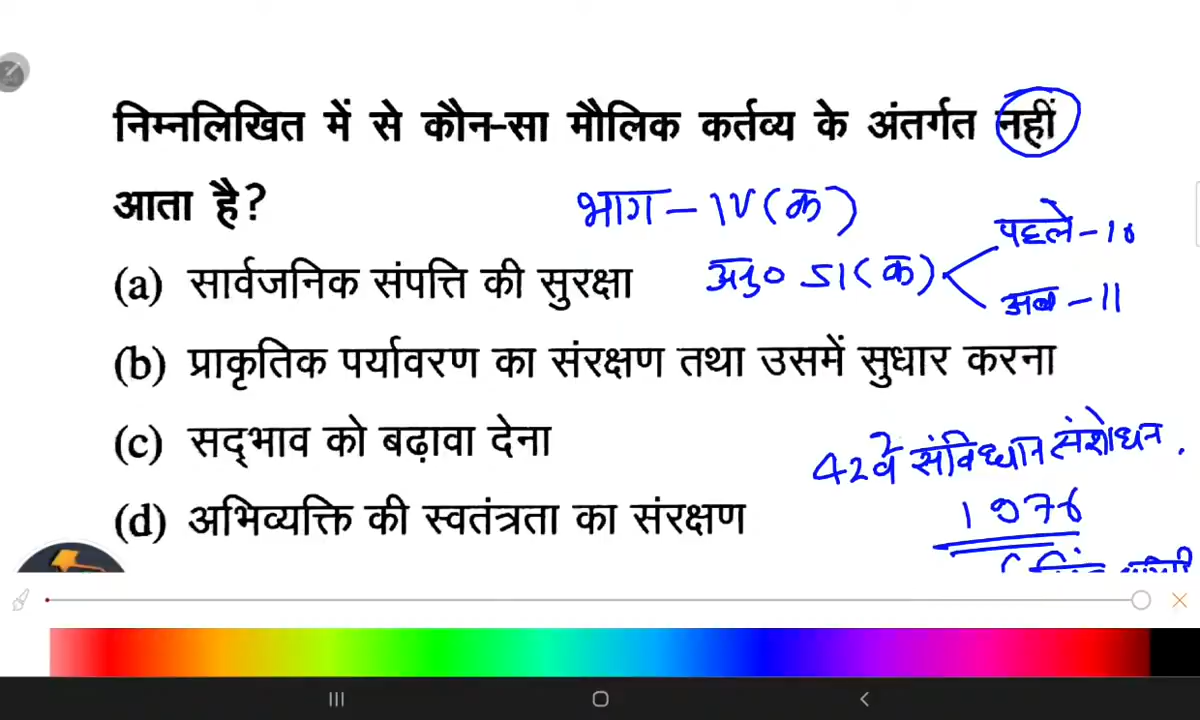 निम्नलिखित में से कौन-सा मौलिक कर्तव्य के अंतर्गत नहीं
आता है?
भाग - IV (क)
(a) सार्वजनिक संपत्ति की सुरक्षा
अनु० 51 (क)
पहले - 10
अब - 11
(b) प्राकृतिक पर्यावरण का संरक्षण तथा उसमें सुधार करना
(c) सद्भाव को बढ़ावा देना
42वें संविधान संशोधन .
1976
(d) अभिव्यक्ति की स्वतंत्रता का संरक्षण